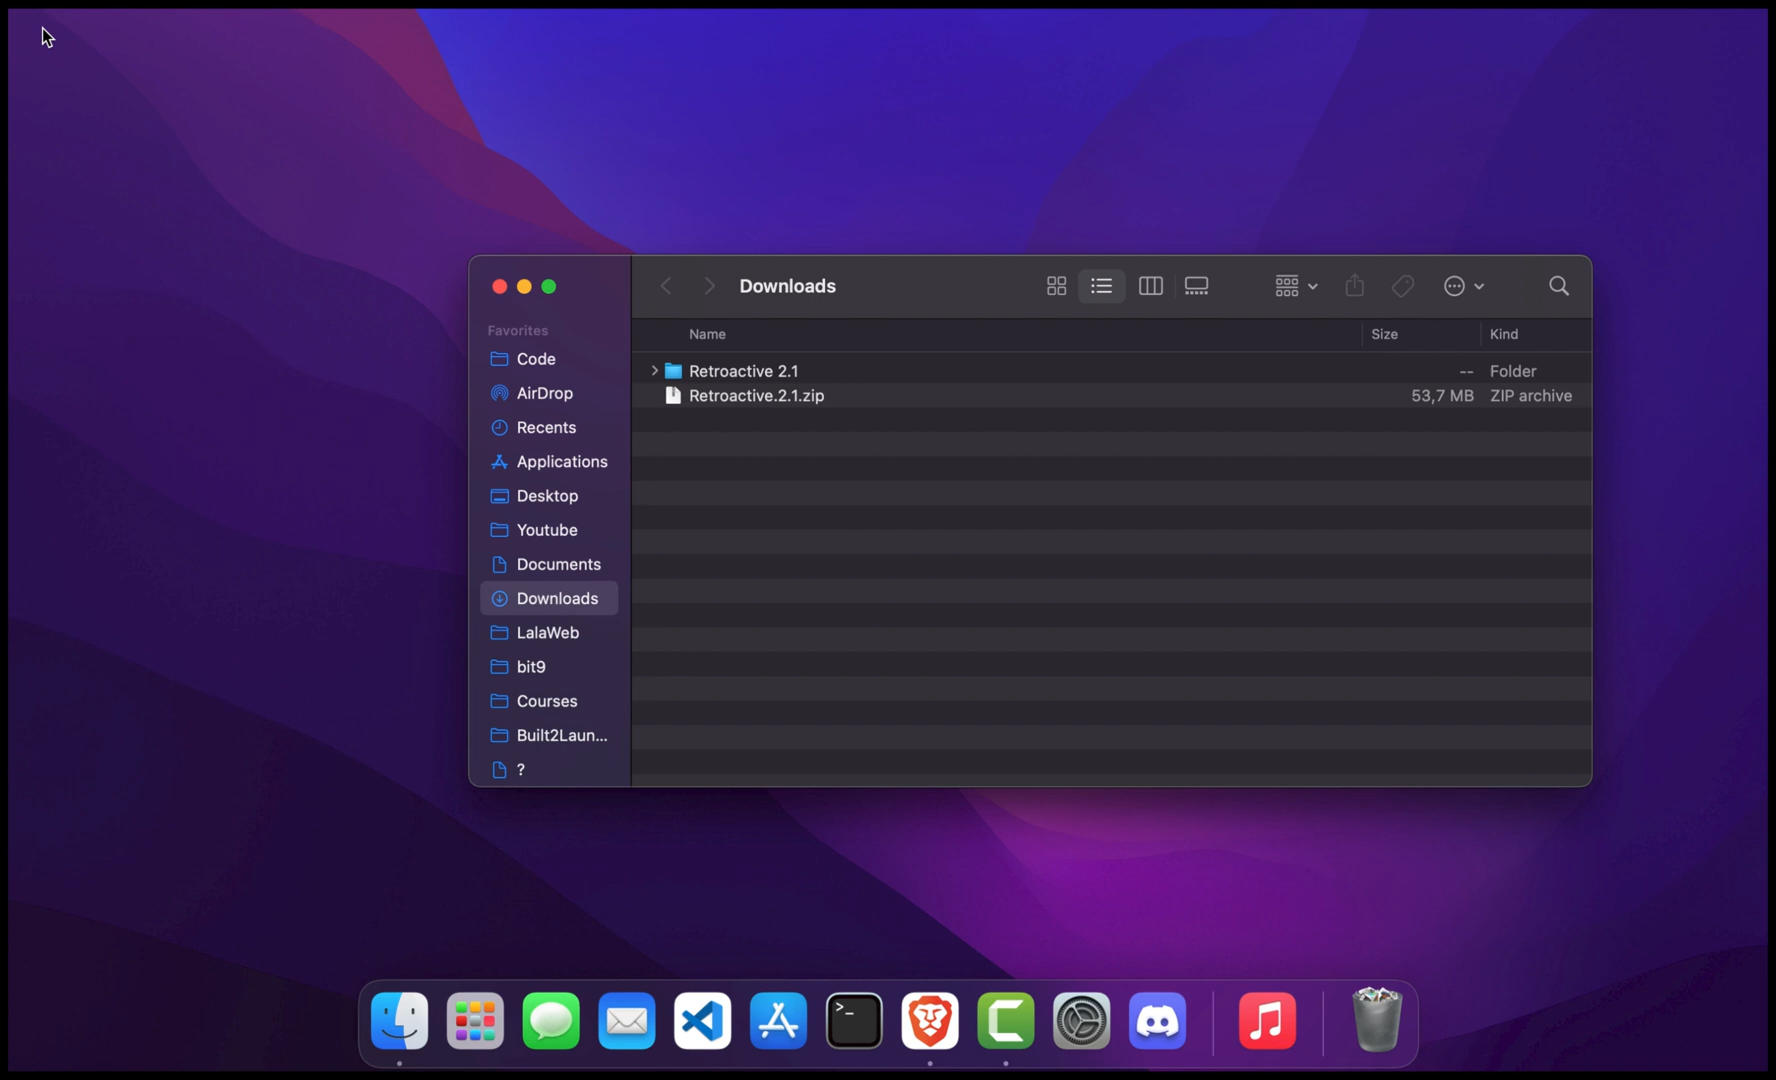 Downloads
Favorites
Code
AirDrop
Recents
Applications
Desktop
Youtube
Documents
Downloads
LalaWeb
bit9
Courses
Built2Laun...
?
Name Size Kind
Retroactive 2.1 -- Folder
Retroactive.2.1.zip 53,7 MB ZIP archive
>_